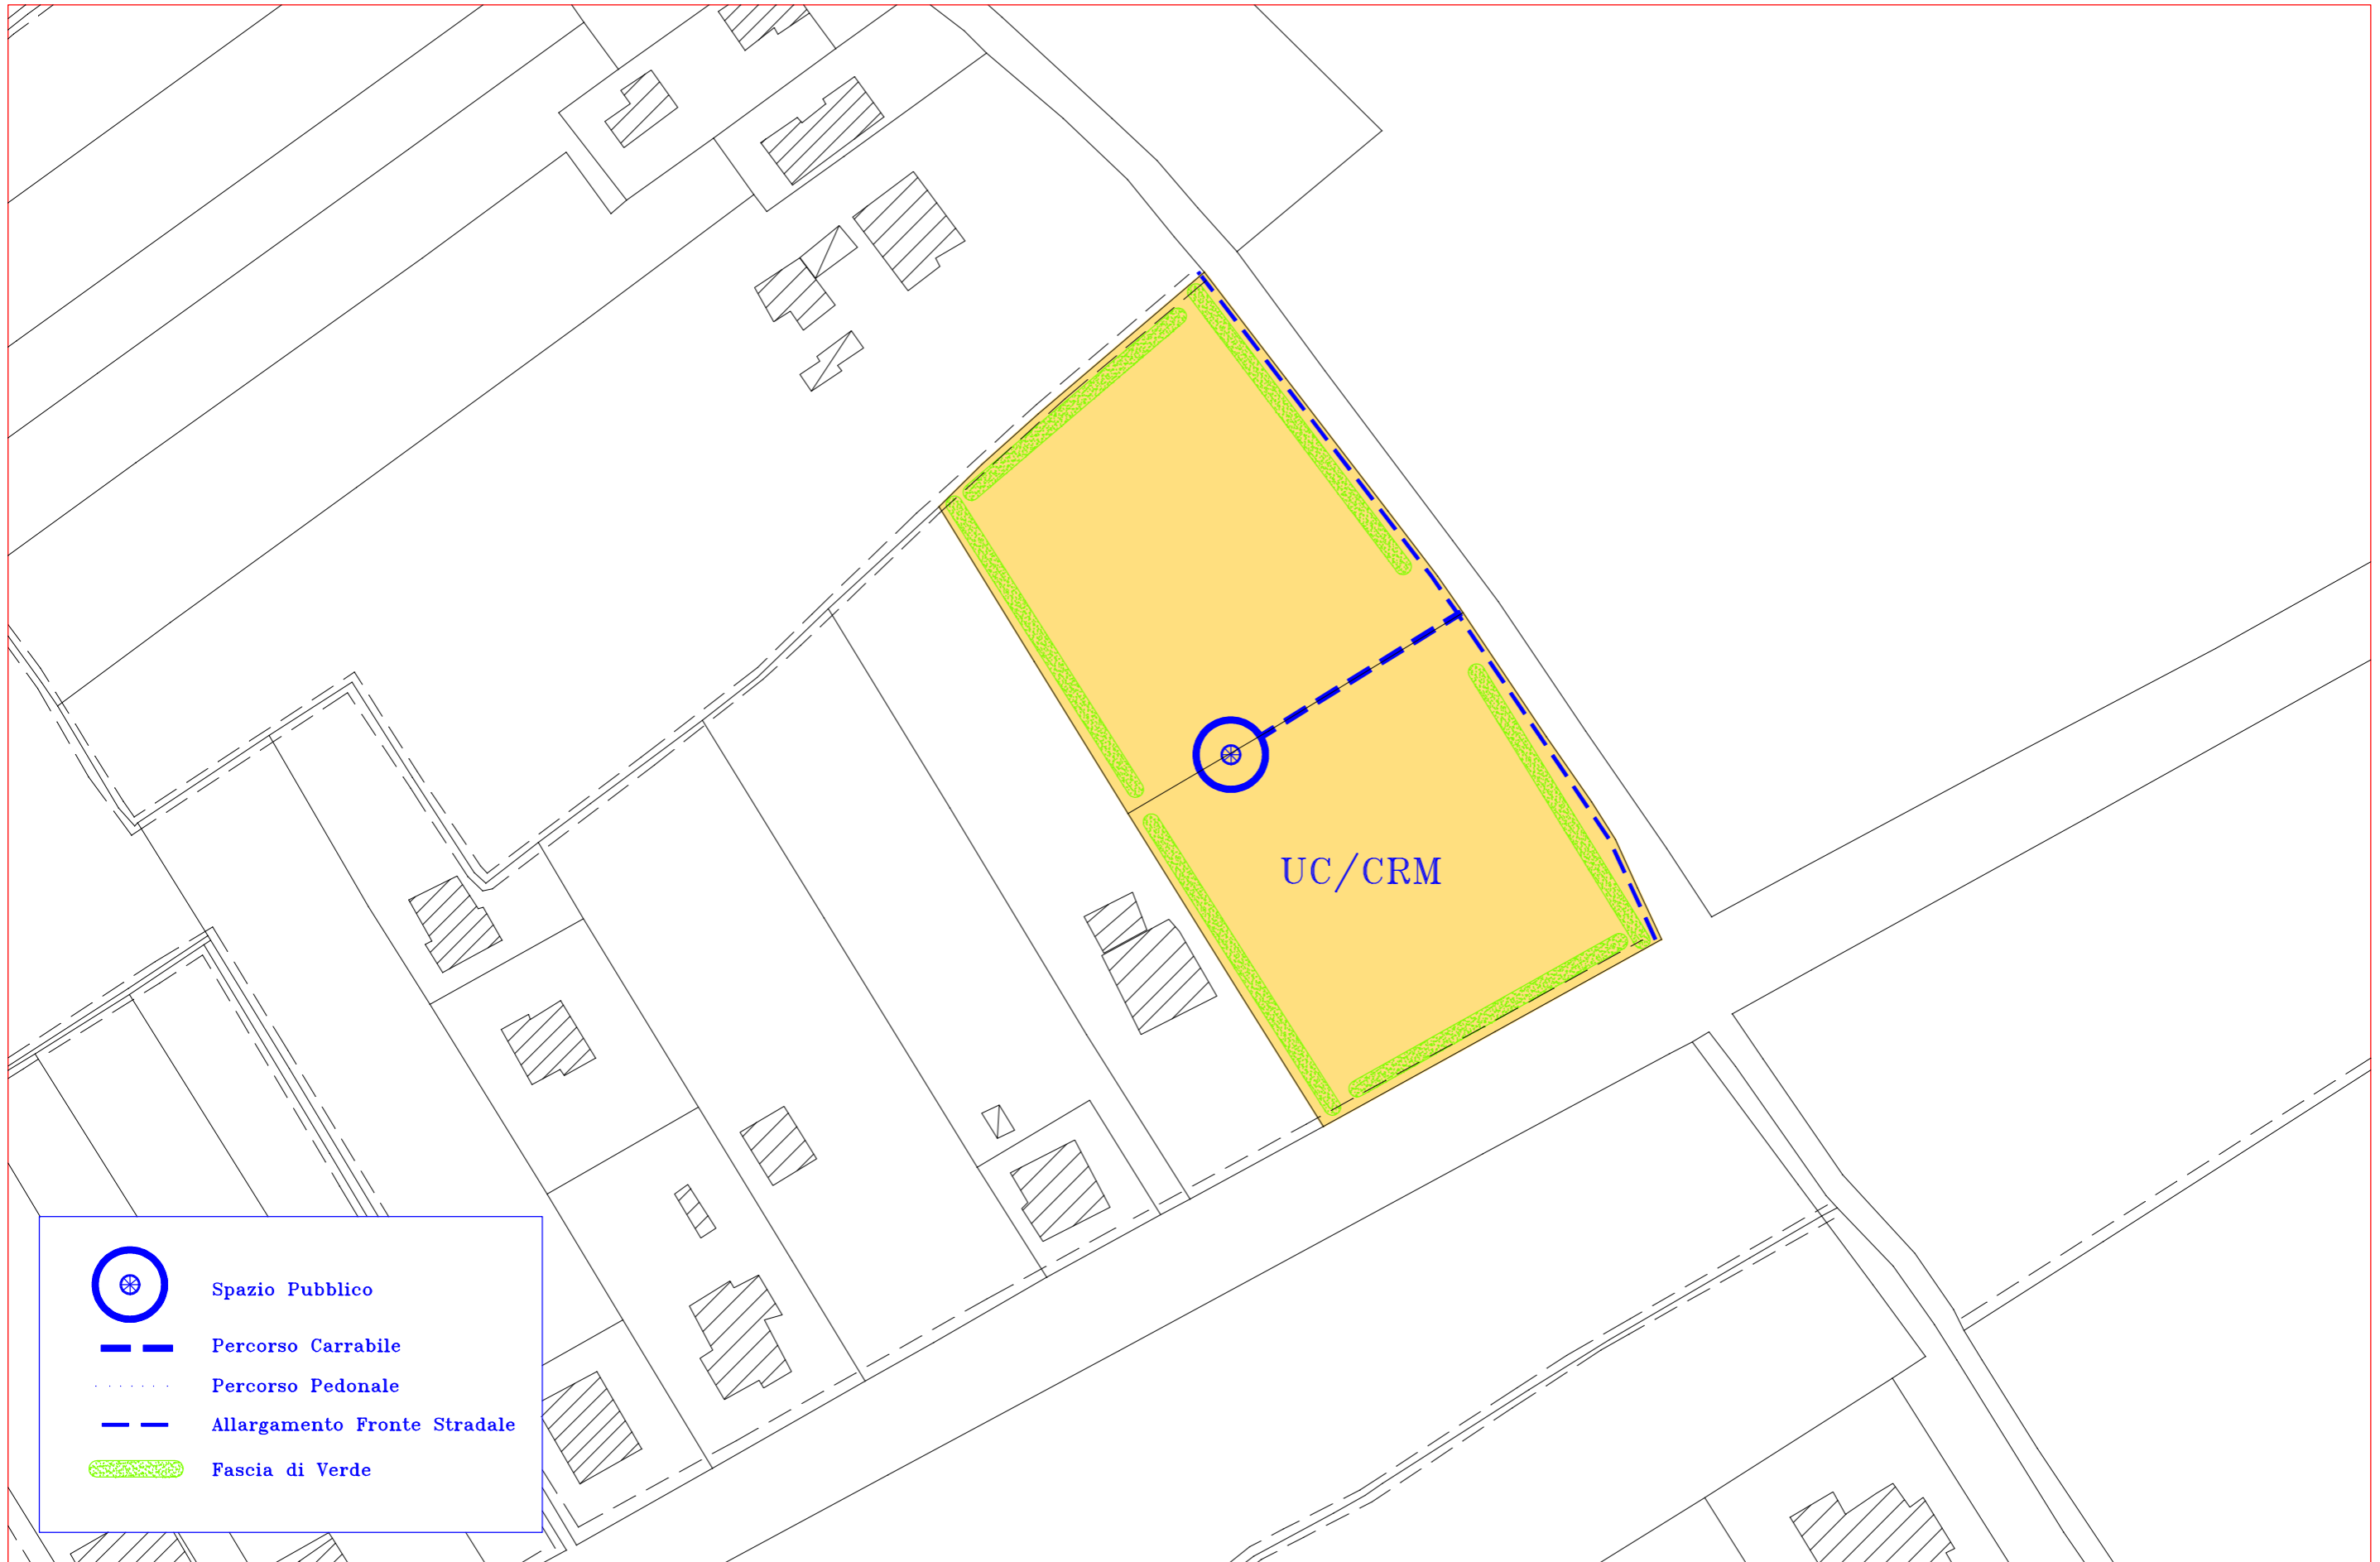 UC/CRM
Spazio Pubblico
Percorso Carrabile
Percorso Pedonale
Allargamento Fronte Stradale
Fascia di Verde